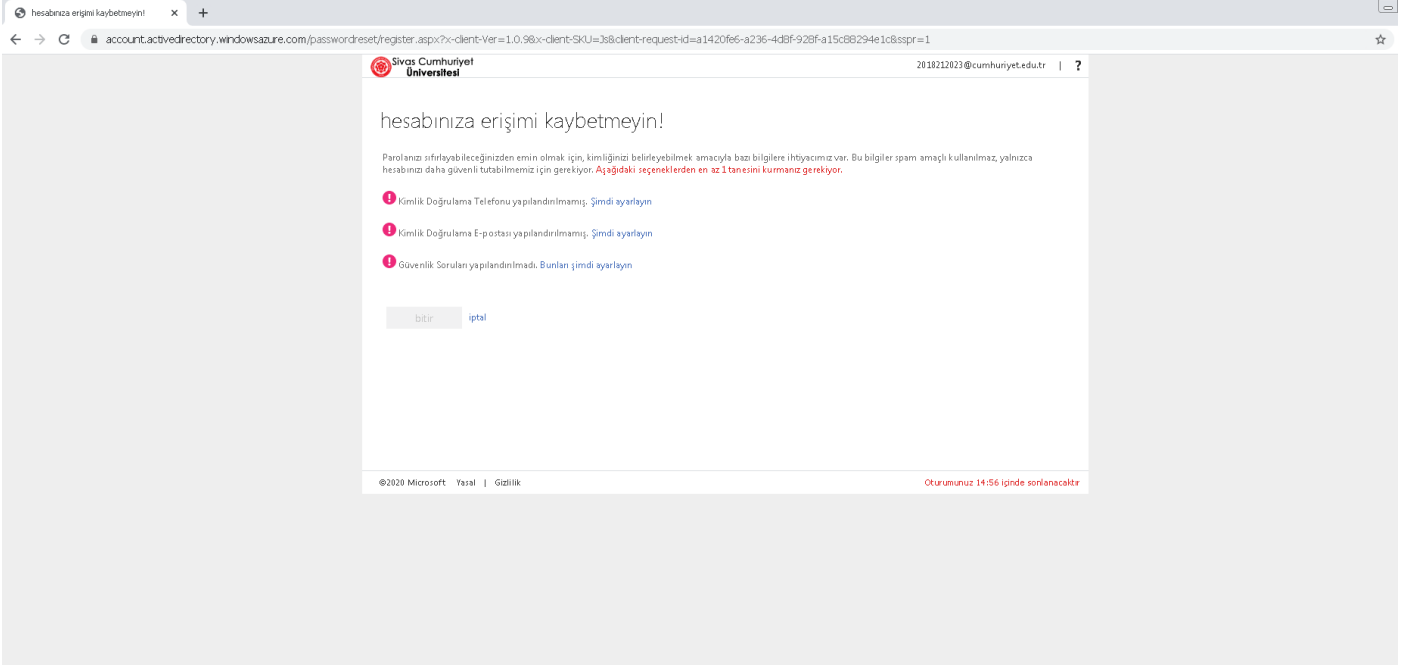 hesabınıza erişimi kaybetmeyin!
account.activedirectory.windowsazure.com/passwordreset/register.aspx?x-client-Ver=1.0.9&x-client-SKU=Js&client-request-id=a1420fe6-a236-4d8f-928f-a15c88294e1c&sspr=1
Sivas Cumhuriyet
Üniversitesi
2018212023@cumhuriyet.edu.tr | ?
hesabınıza erişimi kaybetmeyin!
Parolanızı sıfırlayabileceğinizden emin olmak için, kimliğinizi belirleyebilmek amacıyla bazı bilgilere ihtiyacımız var. Bu bilgiler spam amaçlı kullanılmaz, yalnızca
hesabınızı daha güvenli tutabilmemiz için gerekiyor. Aşağıdaki seçeneklerden en az 1 tanesini kurmanız gerekiyor.
Kimlik Doğrulama Telefonu yapılandırılmamış. Şimdi ayarlayın
Kimlik Doğrulama E-postası yapılandırılmamış. Şimdi ayarlayın
Güvenlik Soruları yapılandırılmadı. Bunları şimdi ayarlayın
bitir iptal
©2020 Microsoft Yasal | Gizlilik
Oturumunuz 14:56 içinde sonlanacaktır